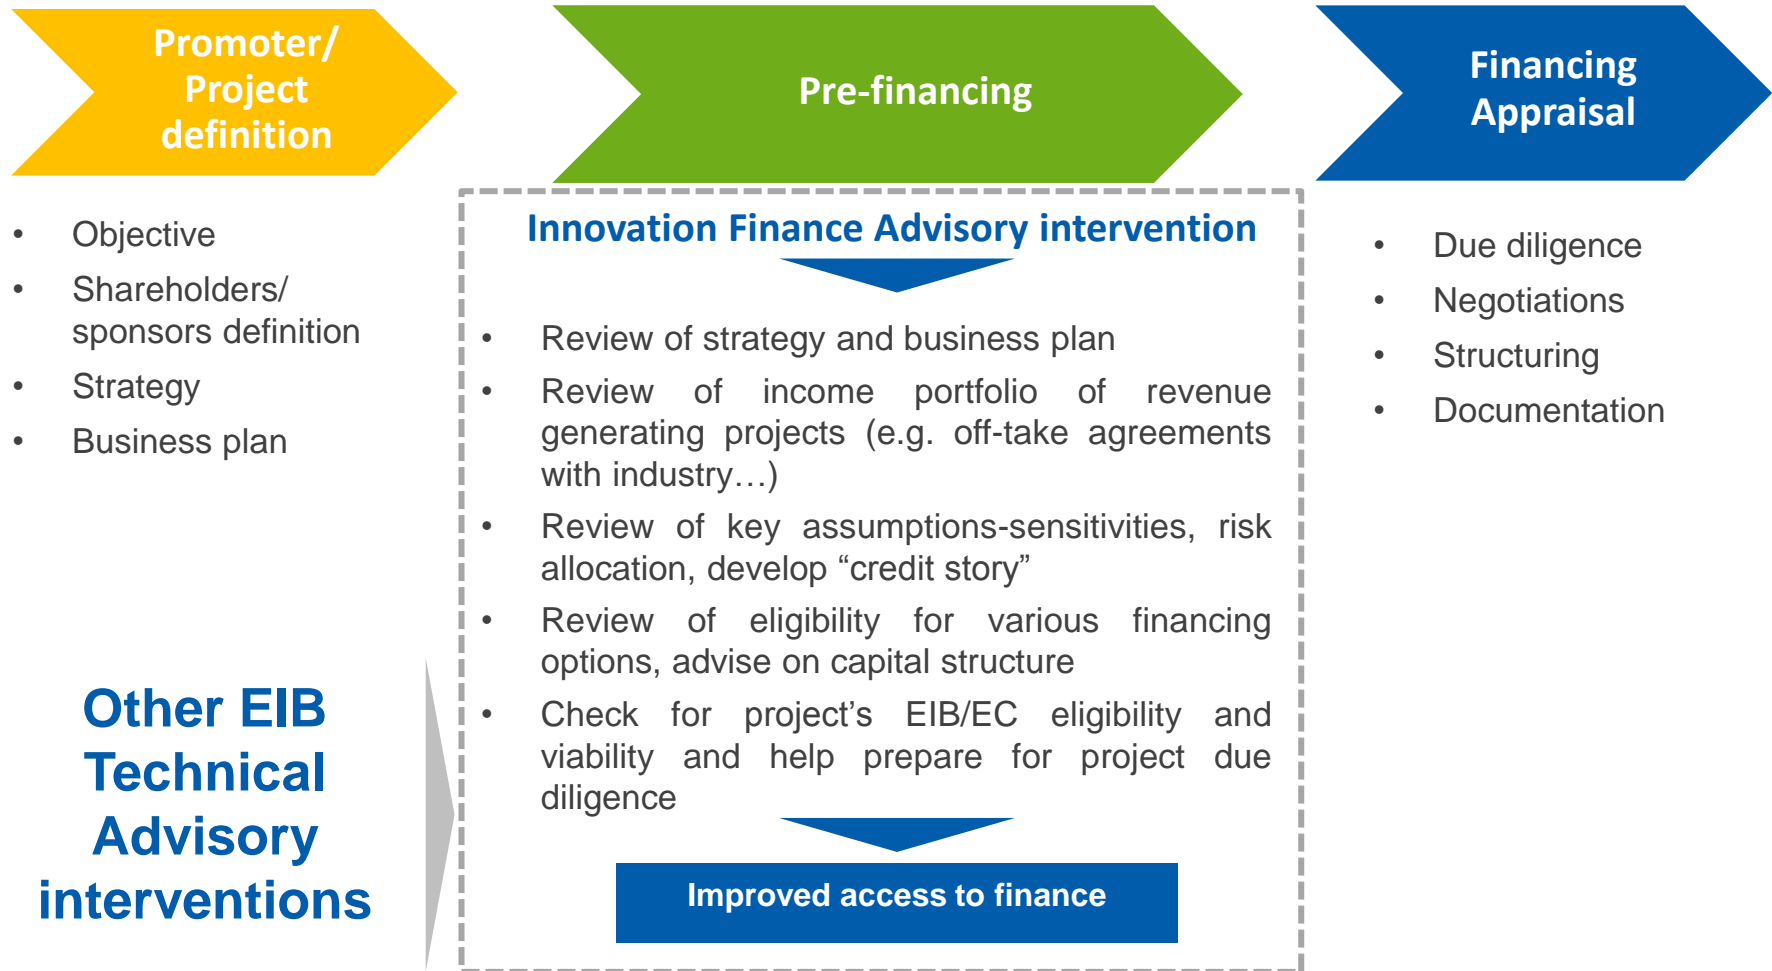 Promoter/
Project
definition
Pre-financing
Financing
Appraisal
• Objective
• Shareholders/
sponsors definition
• Strategy
• Business plan
Other EIB
Technical
Advisory
interventions
Innovation Finance Advisory intervention
• Review of strategy and business plan
• Review of income portfolio of revenue
generating projects (e.g. off-take agreements
with industry…)
• Review of key assumptions-sensitivities, risk
allocation, develop “credit story”
• Review of eligibility for various financing
options, advise on capital structure
• Check for project’s EIB/EC eligibility and
viability and help prepare for project due
diligence
Improved access to finance
• Due diligence
• Negotiations
• Structuring
• Documentation